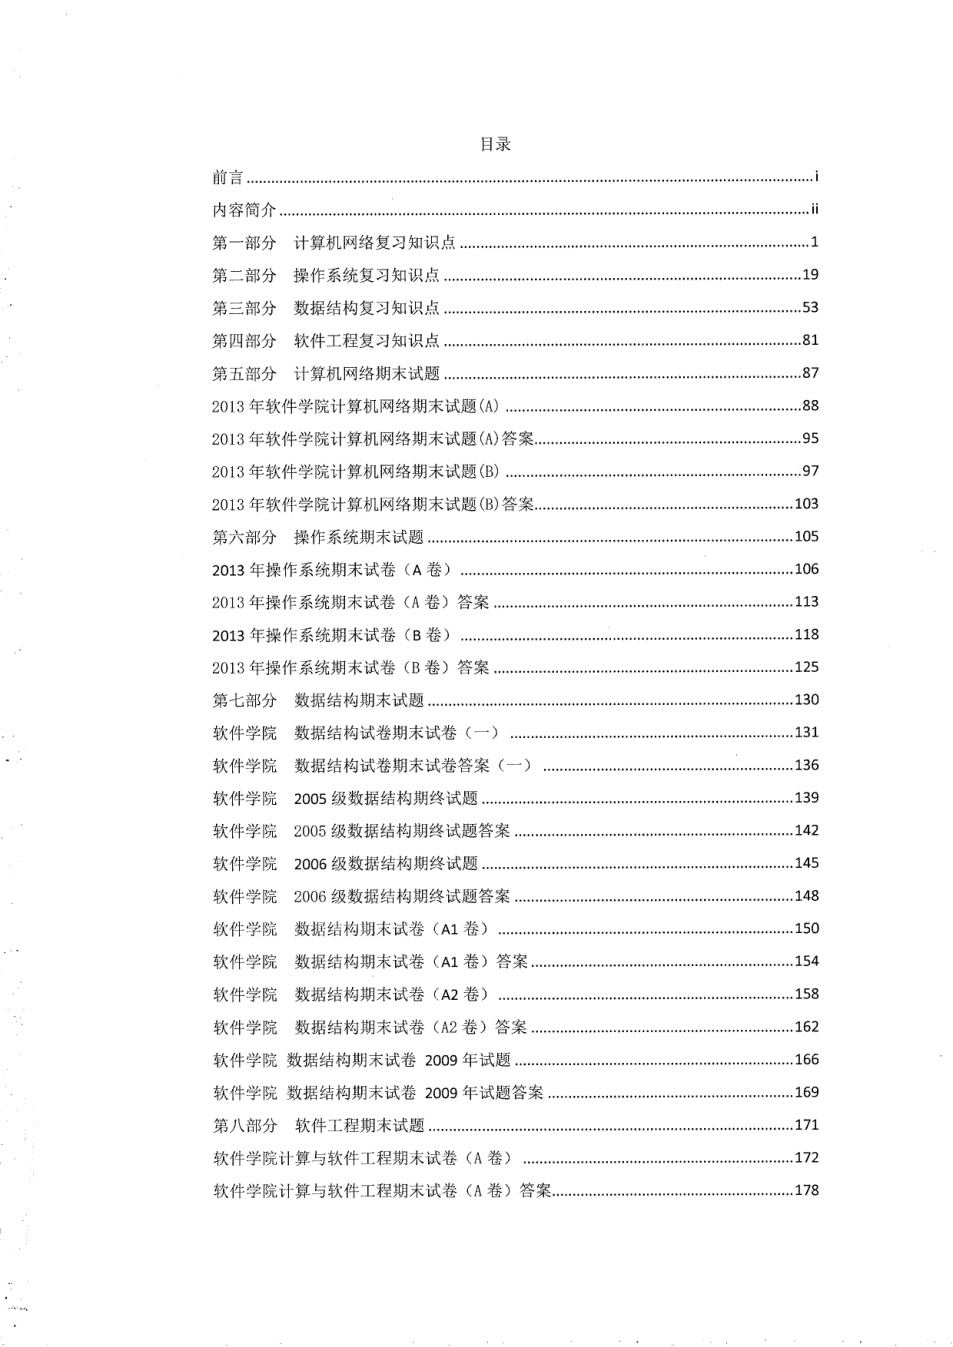 目录
前言........i
内容简介........ii
第一部分 计算机网络复习知识点........1
第二部分 操作系统复习知识点........19
第三部分 数据结构复习知识点........53
第四部分 软件工程复习知识点........81
第五部分 计算机网络期末试题........87
2013 年软件学院计算机网络期末试题(A)........88
2013 年软件学院计算机网络期末试题(A)答案........95
2013 年软件学院计算机网络期末试题(B)........97
2013 年软件学院计算机网络期末试题(B)答案........103
第六部分 操作系统期末试题........105
2013 年操作系统期末试卷（A 卷）........106
2013 年操作系统期末试卷（A 卷）答案........113
2013 年操作系统期末试卷（B 卷）........118
2013 年操作系统期末试卷（B 卷）答案........125
第七部分 数据结构期末试题........130
软件学院 数据结构试卷期末试卷（一）........131
软件学院 数据结构试卷期末试卷答案（一）........136
软件学院 2005 级数据结构期终试题........139
软件学院 2005 级数据结构期终试题答案........142
软件学院 2006 级数据结构期终试题........145
软件学院 2006 级数据结构期终试题答案........148
软件学院 数据结构期末试卷（A1 卷）........150
软件学院 数据结构期末试卷（A1 卷）答案........154
软件学院 数据结构期末试卷（A2 卷）........158
软件学院 数据结构期末试卷（A2 卷）答案........162
软件学院 数据结构期末试卷 2009 年试题........166
软件学院 数据结构期末试卷 2009 年试题答案........169
第八部分 软件工程期末试题........171
软件学院计算与软件工程期末试卷（A 卷）........172
软件学院计算与软件工程期末试卷（A 卷）答案........178